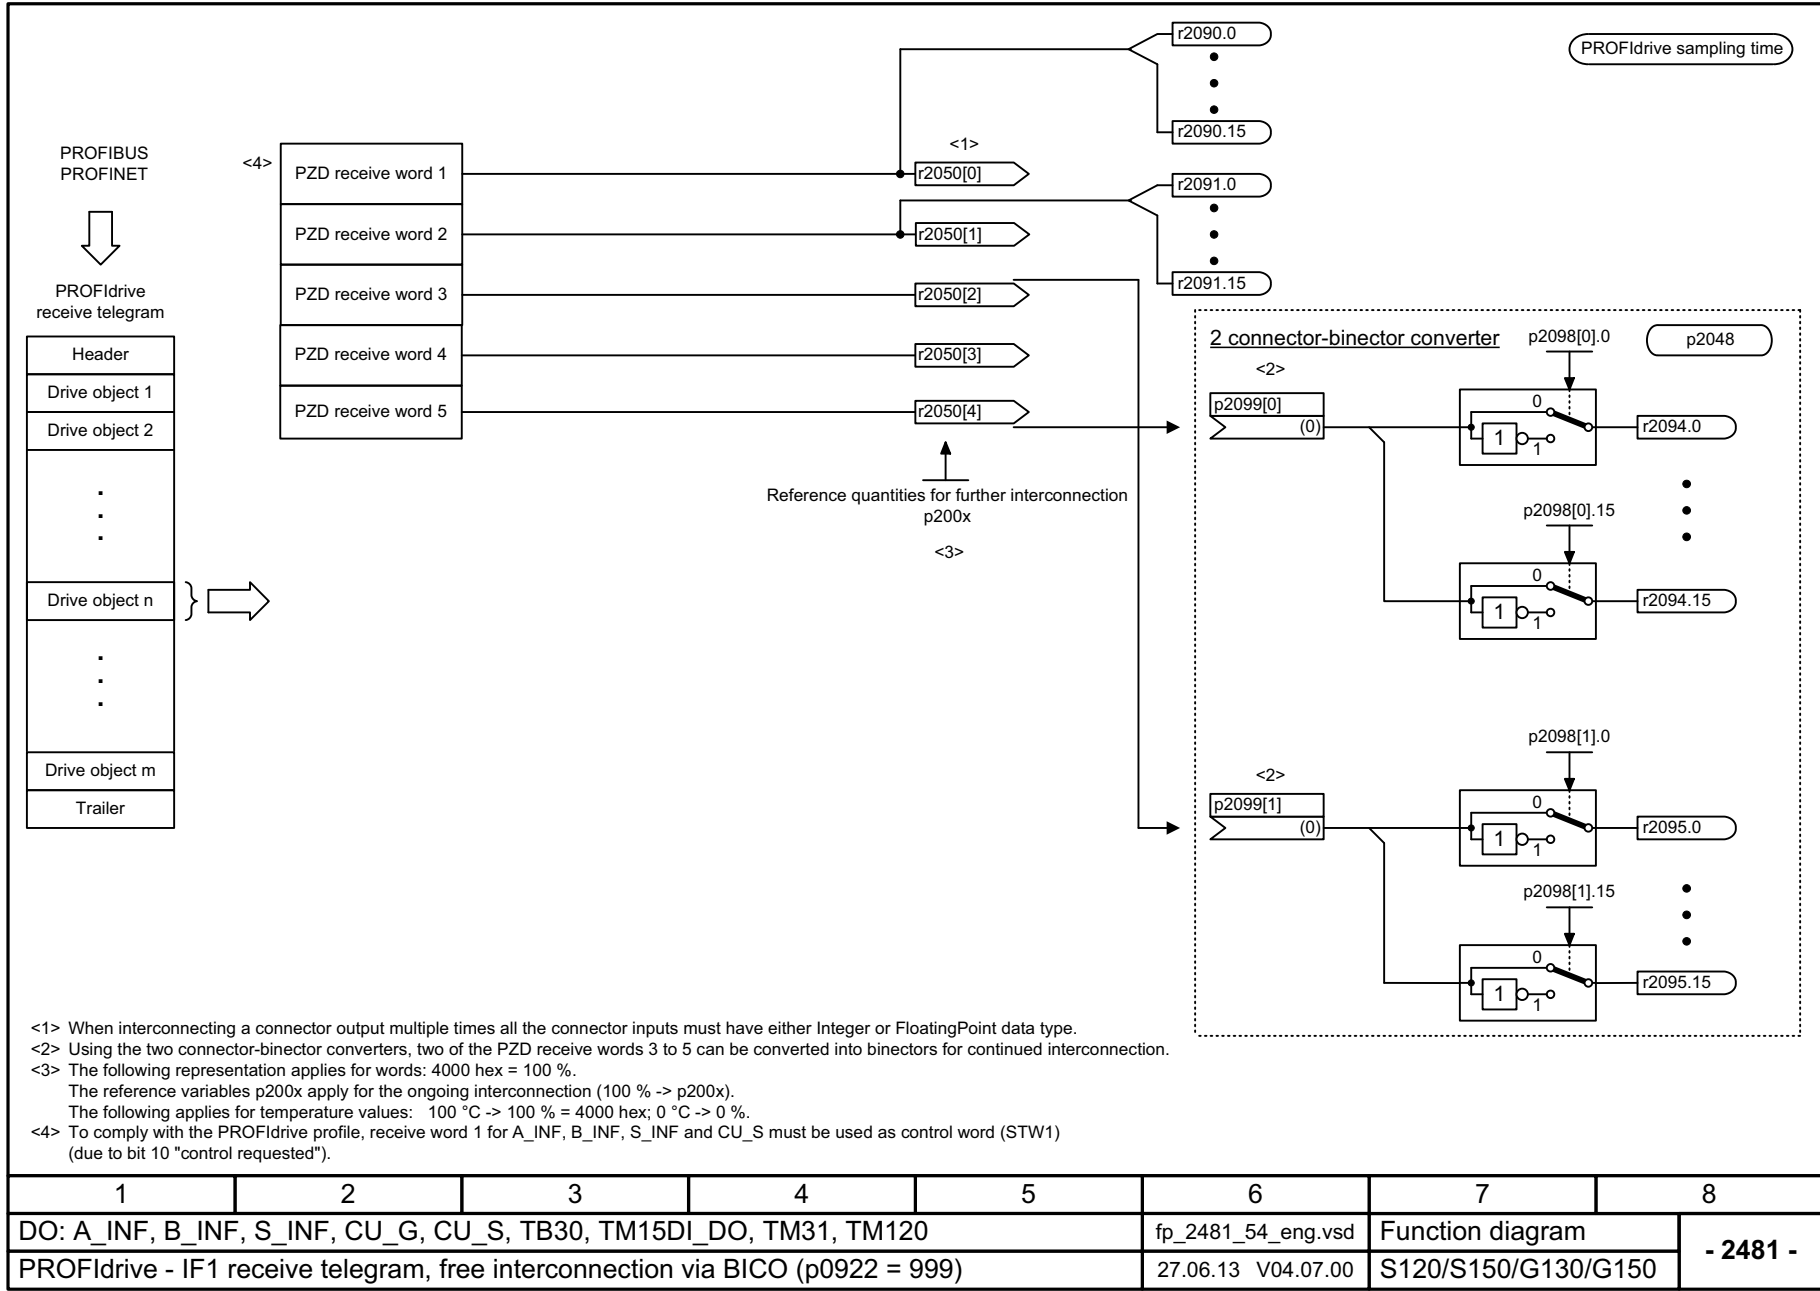 r2090.0
PROFIdrive sampling time
r2090.15
PROFIBUS
PROFINET
<4>
PZD receive word 1
<1>
r2050[0]
r2091.0
PZD receive word 2
r2050[1]
r2091.15
PROFIdrive
receive telegram
PZD receive word 3
r2050[2]
PZD receive word 4
r2050[3]
PZD receive word 5
r2050[4]
Header
Drive object 1
Drive object 2
Drive object n
Drive object m
Trailer
Reference quantities for further interconnection
p200x
<3>
2 connector-binector converter
p2098[0].0
p2048
<2>
p2099[0]
(0)
0
1
1
r2094.0
p2098[0].15
0
1
1
r2094.15
p2098[1].0
<2>
p2099[1]
(0)
0
1
1
r2095.0
p2098[1].15
0
1
1
r2095.15
<1> When interconnecting a connector output multiple times all the connector inputs must have either Integer or FloatingPoint data type.
<2> Using the two connector-binector converters, two of the PZD receive words 3 to 5 can be converted into binectors for continued interconnection.
<3> The following representation applies for words: 4000 hex = 100 %.
The reference variables p200x apply for the ongoing interconnection (100 % -> p200x).
The following applies for temperature values: 100 °C -> 100 % = 4000 hex; 0 °C -> 0 %.
<4> To comply with the PROFIdrive profile, receive word 1 for A_INF, B_INF, S_INF and CU_S must be used as control word (STW1)
(due to bit 10 "control requested").
1 2 3 4 5 6 7 8
DO: A_INF, B_INF, S_INF, CU_G, CU_S, TB30, TM15DI_DO, TM31, TM120
fp_2481_54_eng.vsd
Function diagram
- 2481 -
PROFIdrive - IF1 receive telegram, free interconnection via BICO (p0922 = 999)
27.06.13 V04.07.00
S120/S150/G130/G150